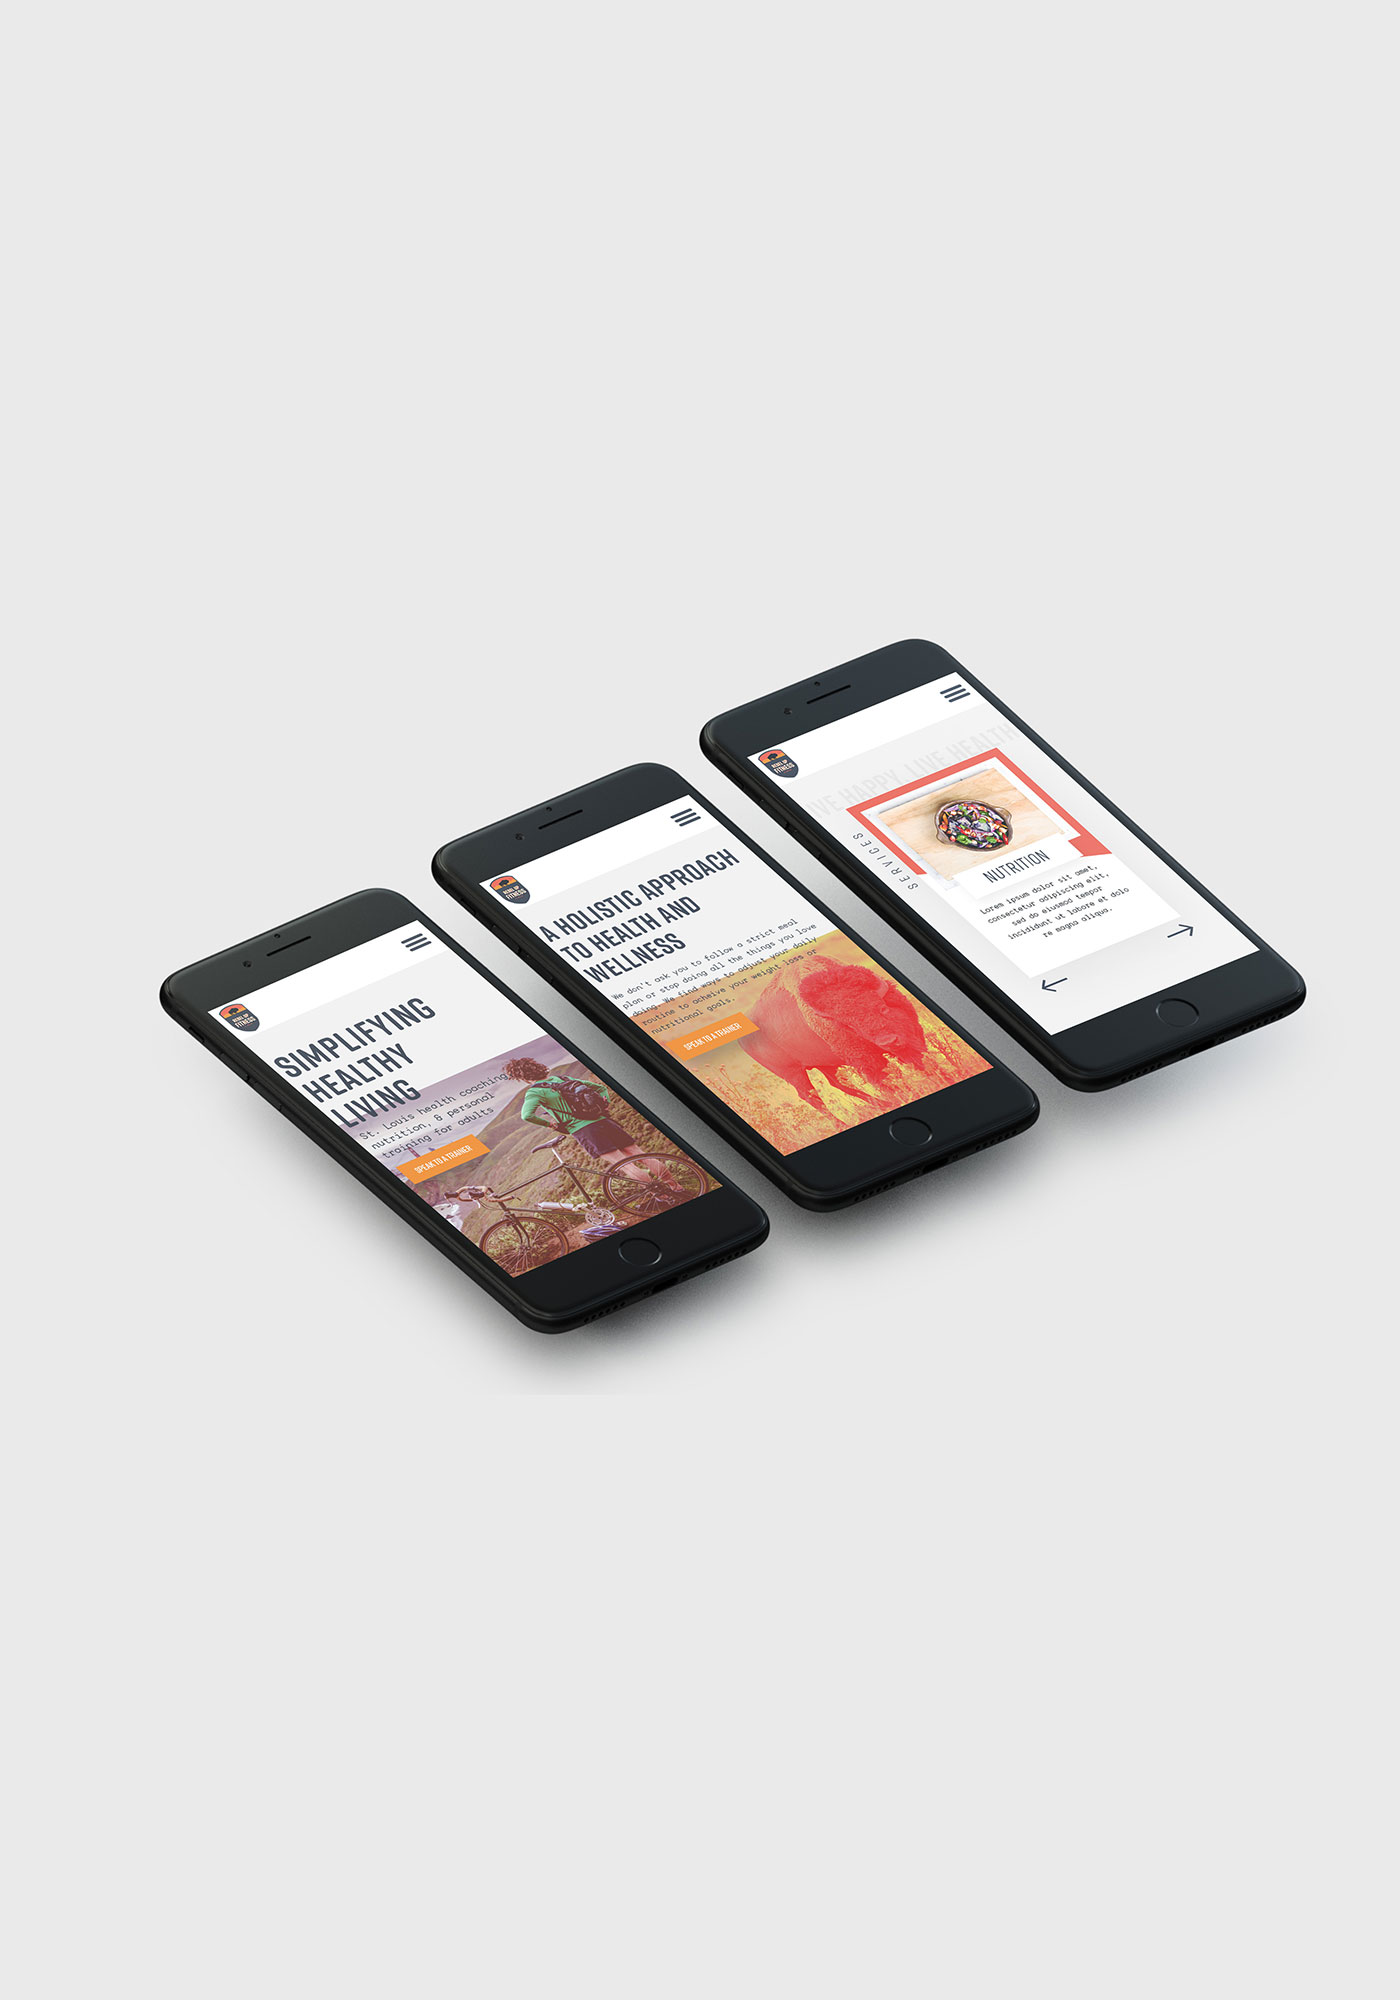 FITNESS
SIMPLIFYING
HEALTHY
LIVING
St. Louis health coaching,
nutrition, & personal
training for adults
SPEAK TO A TRAINER
FITNESS
A HOLISTIC APPROACH
TO HEALTH AND
WELLNESS
We don't ask you to follow a strict meal
plan or stop doing all the things you love
doing. We find ways to adjust your daily
routine to acheive your weight loss or
nutritional goals.
SPEAK TO A TRAINER
FITNESS
VE HAPPY. LIVE HEALTH
SERVICES
NUTRITION
Lorem ipsum dolor sit amet,
consectetur adipiscing elit,
sed do eiusmod tempor
incididunt ut labore et dolo
re magna aliqua.